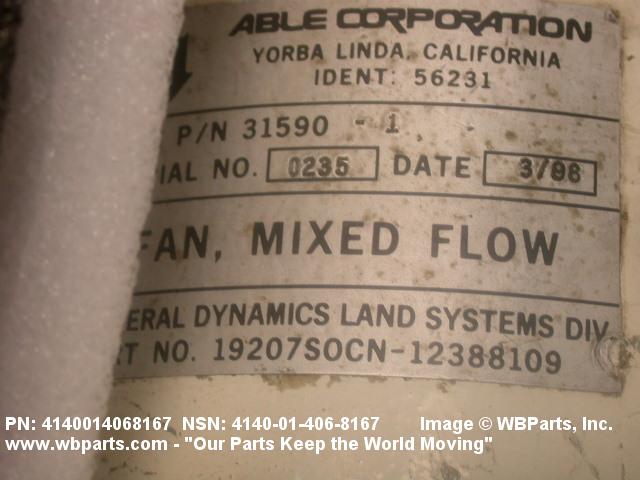 ABLE CORPORATION
YORBA LINDA, CALIFORNIA
IDENT: 56231
P/N 31590 - 1
IAL NO. 0235 DATE 3/96
FAN, MIXED FLOW
ERAL DYNAMICS LAND SYSTEMS DIV
RT NO. 19207SOCN-12388109
PN: 4140014068167 NSN: 4140-01-406-8167 Image © WBParts, Inc.
www.wbparts.com - "Our Parts Keep the World Moving"